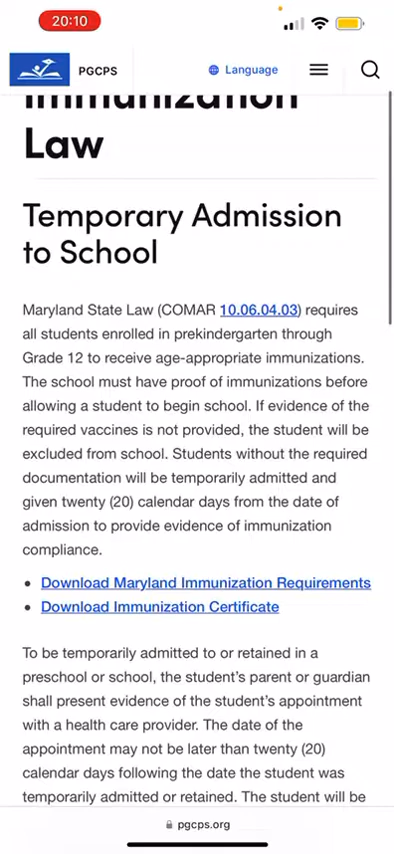 20:10
PGCPS
Language
Immunization
Law
Temporary Admission
to School
Maryland State Law (COMAR 10.06.04.03) requires
all students enrolled in prekindergarten through
Grade 12 to receive age-appropriate immunizations.
The school must have proof of immunizations before
allowing a student to begin school. If evidence of the
required vaccines is not provided, the student will be
excluded from school. Students without the required
documentation will be temporarily admitted and
given twenty (20) calendar days from the date of
admission to provide evidence of immunization
compliance.
• Download Maryland Immunization Requirements
• Download Immunization Certificate
To be temporarily admitted to or retained in a
preschool or school, the student's parent or guardian
shall present evidence of the student's appointment
with a health care provider. The date of the
appointment may not be later than twenty (20)
calendar days following the date the student was
temporarily admitted or retained. The student will be
pgcps.org